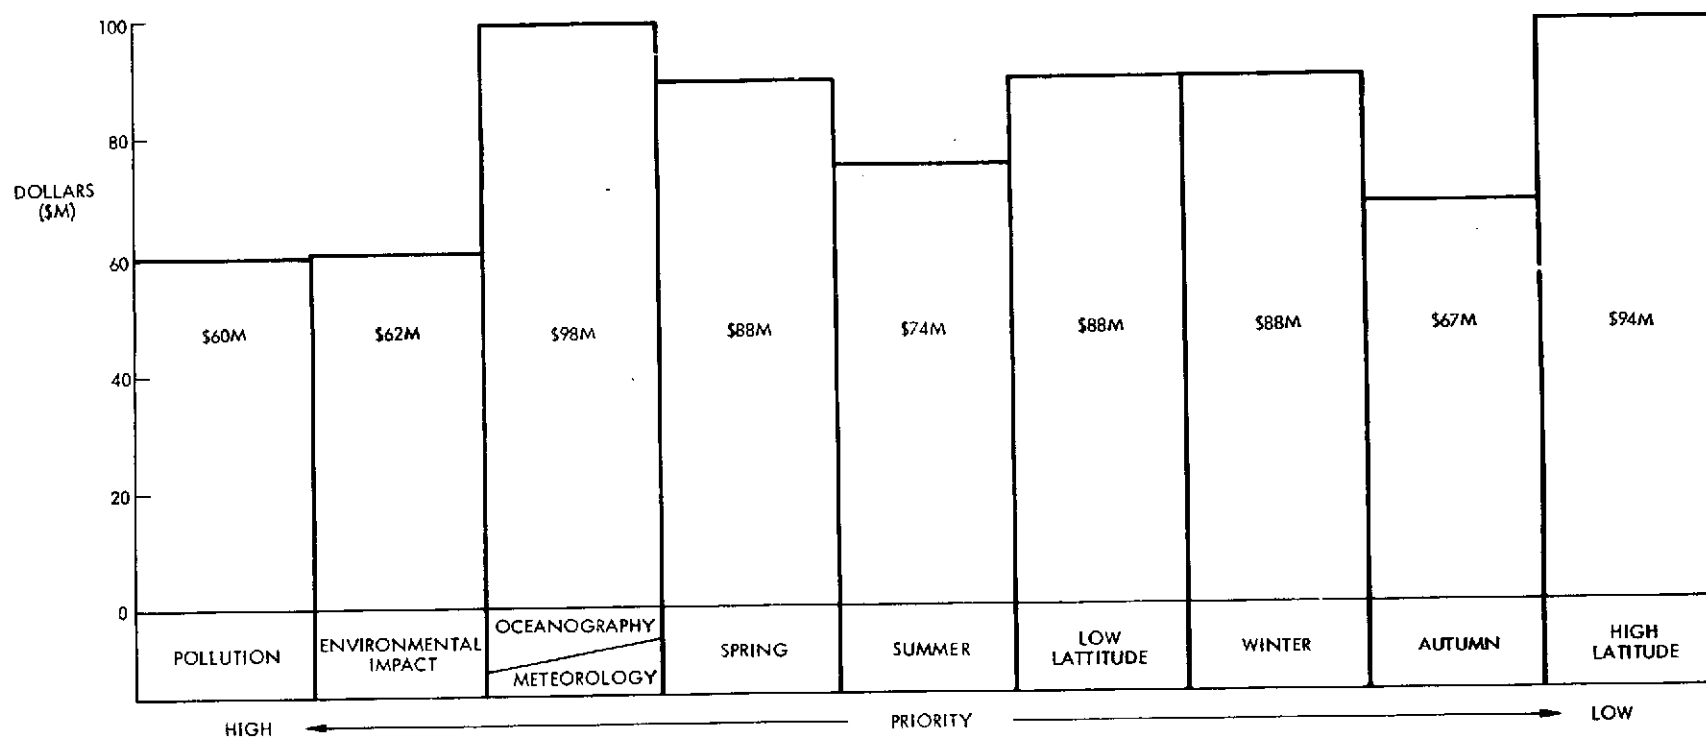 100
80
DOLLARS
($M)
60
40
20
0
$60M
$62M
$98M
$88M
$74M
$88M
$88M
$67M
$94M
POLLUTION
ENVIRONMENTAL
IMPACT
OCEANOGRAPHY
METEOROLOGY
SPRING
SUMMER
LOW
LATTITUDE
WINTER
AUTUMN
HIGH
LATITUDE
HIGH
PRIORITY
LOW